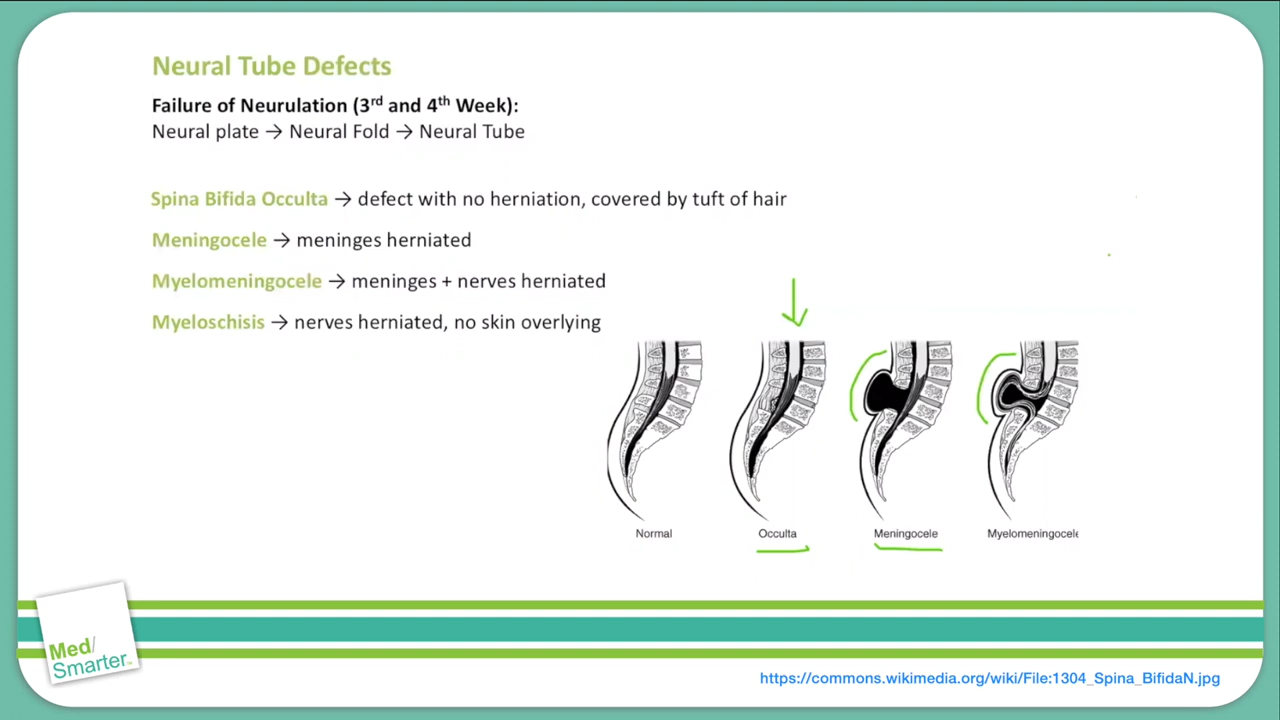 Neural Tube Defects
Failure of Neurulation (3rd and 4th Week):
Neural plate → Neural Fold → Neural Tube
Spina Bifida Occulta → defect with no herniation, covered by tuft of hair
Meningocele → meninges herniated
Myelomeningocele → meninges + nerves herniated
Myeloschisis → nerves herniated, no skin overlying
Normal
Occulta
Meningocele
Myelomeningocele
Med/
Smarter™
https://commons.wikimedia.org/wiki/File:1304_Spina_BifidaN.jpg